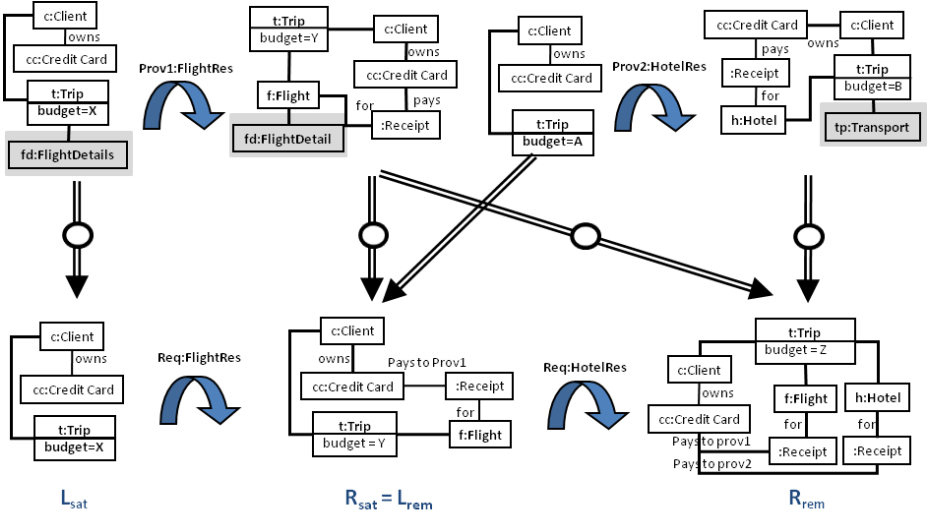 c:Client
owns
cc:Credit Card
t:Trip
budget=X
fd:FlightDetails
Prov1:FlightRes
t:Trip
budget=Y
c:Client
owns
cc:Credit Card
f:Flight
for
pays
fd:FlightDetail
:Receipt
c:Client
owns
cc:Credit Card
t:Trip
budget=A
Prov2:HotelRes
cc:Credit Card
c:Client
owns
pays
:Receipt
t:Trip
budget=B
for
h:Hotel
tp:Transport
c:Client
owns
cc:Credit Card
t:Trip
budget=X
Req:FlightRes
c:Client
owns
Pays to Prov1
cc:Credit Card
:Receipt
for
t:Trip
budget = Y
f:Flight
Req:HotelRes
t:Trip
budget = Z
c:Client
owns
f:Flight
h:Hotel
cc:Credit Card
for
for
Pays to prov1
:Receipt
:Receipt
Pays to prov2
Lsat
Rsat = Lrem
Rrem